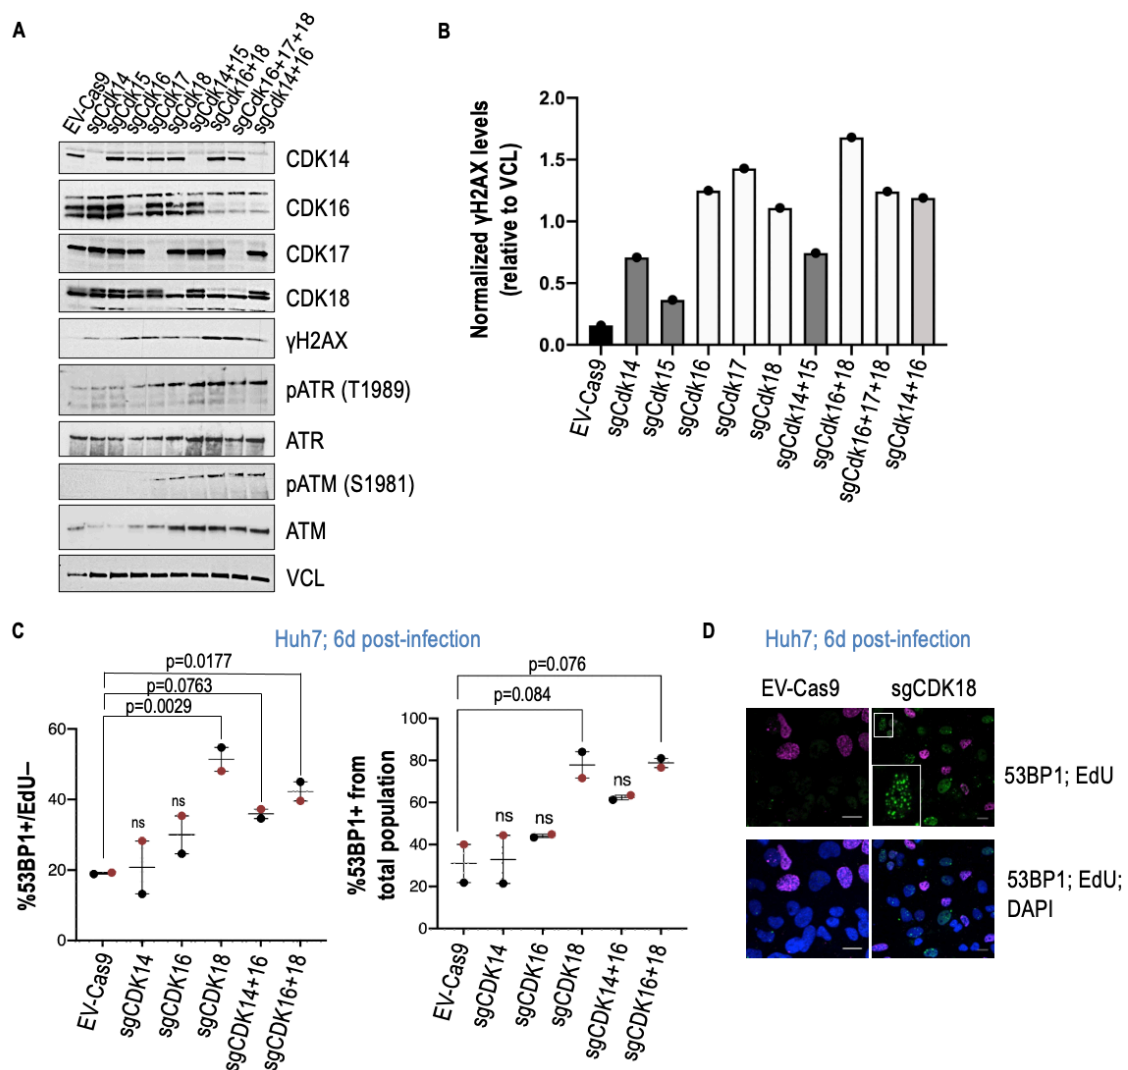 A
EV-Cas9
sgCdk14
sgCdk15
sgCdk16
sgCdk17
sgCdk18
sgCdk14+15
sgCdk16+18
sgCdk16+17+18
sgCdk14+16
CDK14
CDK16
CDK17
CDK18
γH2AX
pATR (T1989)
ATR
pATM (S1981)
ATM
VCL
B
Normalized γH2AX levels
(relative to VCL)
2.0
1.5
1.0
0.5
0.0
EV-Cas9
sgCdk14
sgCdk15
sgCdk16
sgCdk17
sgCdk18
sgCdk14+15
sgCdk16+18
sgCdk16+17+18
sgCdk14+16
C
Huh7; 6d post-infection
p=0.0177
p=0.0763
p=0.0029
%53BP1+/EdU–
60
40
20
0
ns
ns
EV-Cas9
sgCDK14
sgCDK16
sgCDK18
sgCDK14+16
sgCDK16+18
p=0.076
p=0.084
%53BP1+ from
total population
100
80
60
40
20
0
ns
ns
ns
EV-Cas9
sgCDK14
sgCDK16
sgCDK18
sgCDK14+16
sgCDK16+18
D
Huh7; 6d post-infection
EV-Cas9
sgCDK18
53BP1; EdU
53BP1; EdU;
DAPI